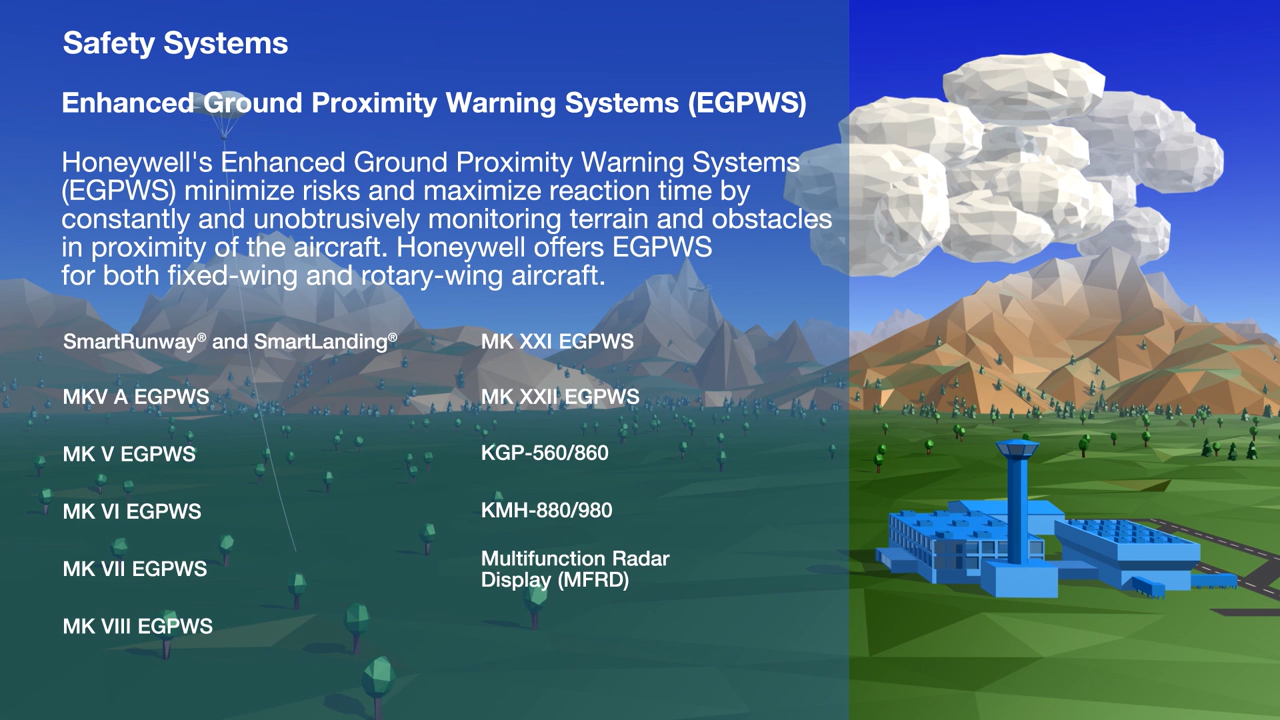 Safety Systems
Enhanced Ground Proximity Warning Systems (EGPWS)
Honeywell's Enhanced Ground Proximity Warning Systems
(EGPWS) minimize risks and maximize reaction time by
constantly and unobtrusively monitoring terrain and obstacles
in proximity of the aircraft. Honeywell offers EGPWS
for both fixed-wing and rotary-wing aircraft.
SmartRunway® and SmartLanding®
MKV A EGPWS
MK V EGPWS
MK VI EGPWS
MK VII EGPWS
MK VIII EGPWS
MK XXI EGPWS
MK XXII EGPWS
KGP-560/860
KMH-880/980
Multifunction Radar
Display (MFRD)